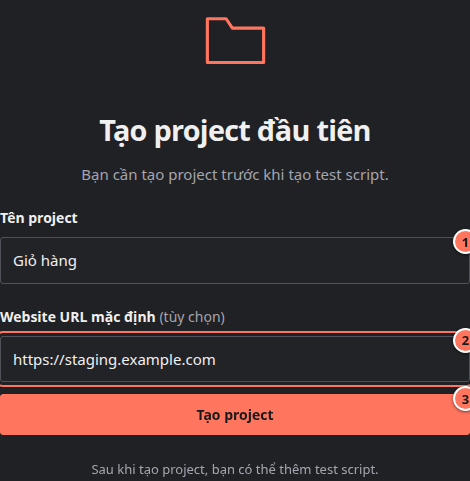 Tạo project đầu tiên
Bạn cần tạo project trước khi tạo test script.
Tên project
1
Giỏ hàng
Website URL mặc định (tùy chọn)
2
https://staging.example.com
3
Tạo project
Sau khi tạo project, bạn có thể thêm test script.